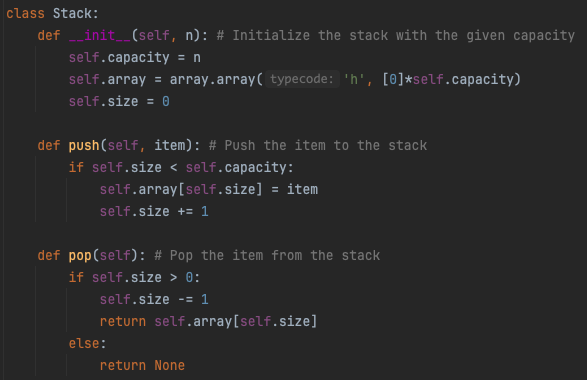 class Stack:
    def __init__(self, n): # Initialize the stack with the given capacity
        self.capacity = n
        self.array = array.array( typecode: 'h', [0]*self.capacity)
        self.size = 0

    def push(self, item): # Push the item to the stack
        if self.size < self.capacity:
            self.array[self.size] = item
            self.size += 1

    def pop(self): # Pop the item from the stack
        if self.size > 0:
            self.size -= 1
            return self.array[self.size]
        else:
            return None